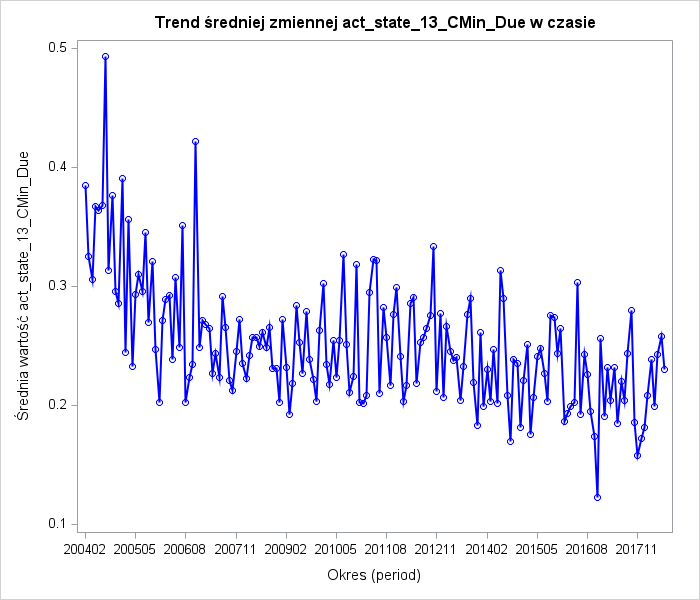 Trend średniej zmiennej act_state_13_CMin_Due w czasie
0.5
0.4
0.3
0.2
0.1
Średnia wartość act_state_13_CMin_Due
200402 200505 200608 200711 200902 201005 201108 201211 201402 201505 201608 201711
Okres (period)